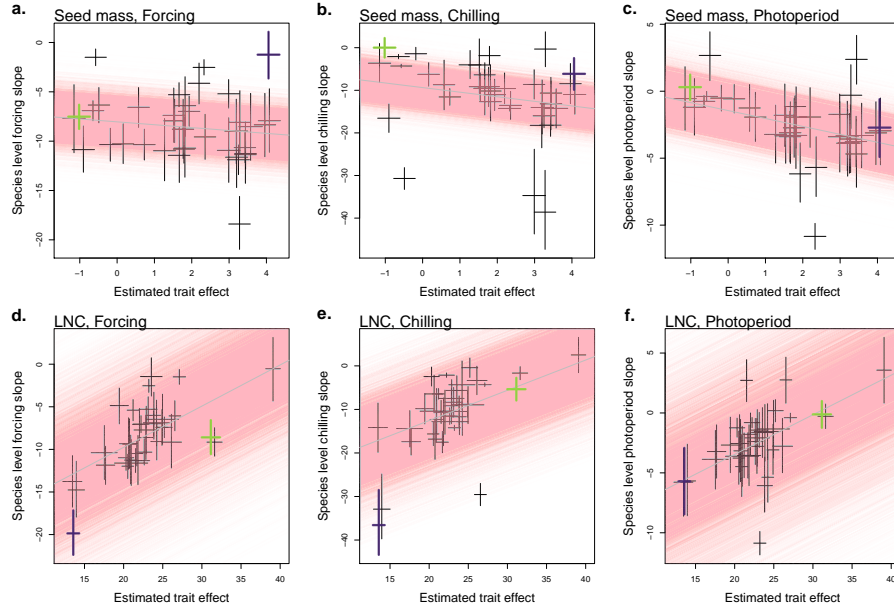 a.
Seed mass, Forcing
Species level forcing slope
0
−5
−10
−15
−20
−1
0
1
2
3
4
Estimated trait effect
b.
Seed mass, Chilling
Species level chilling slope
0
−10
−20
−30
−40
−1
0
1
2
3
4
Estimated trait effect
c.
Seed mass, Photoperiod
Species level photoperiod slope
5
0
−5
−10
−1
0
1
2
3
4
Estimated trait effect
d.
LNC, Forcing
Species level forcing slope
0
−5
−10
−15
−20
15
20
25
30
35
40
Estimated trait effect
e.
LNC, Chilling
Species level chilling slope
0
−10
−20
−30
−40
15
20
25
30
35
40
Estimated trait effect
f.
LNC, Photoperiod
Species level photoperiod slope
5
0
−5
−10
15
20
25
30
35
40
Estimated trait effect